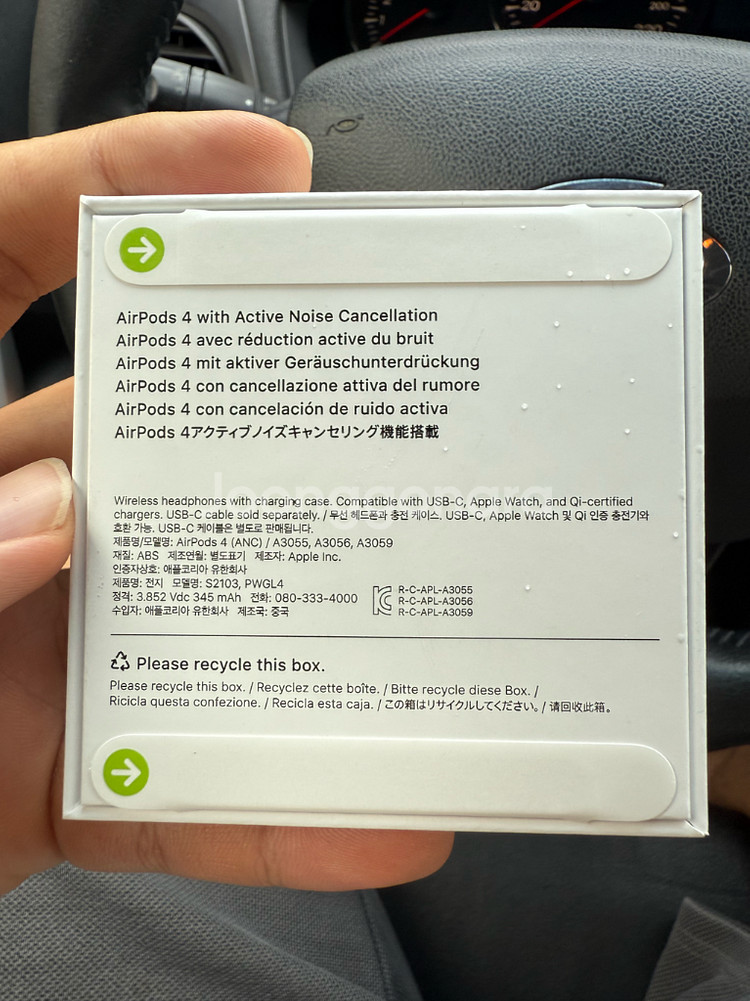 20
200
AirPods 4 with Active Noise Cancellation
AirPods 4 avec réduction active du bruit
AirPods 4 mit aktiver Geräuschunterdrückung
AirPods 4 con cancellazione attiva del rumore
AirPods 4 con cancelación de ruido activa
AirPods 4アクティブノイズキャンセリング機能搭載
Wireless headphones with charging case. Compatible with USB-C, Apple Watch, and Qi-certified
chargers. USB-C cable sold separately. / 무선 헤드폰과 충전 케이스. USB-C, Apple Watch 및 Qi 인증 충전기와
호환 가능. USB-C 케이블은 별도로 판매됩니다.
제품명/모델명: AirPods 4 (ANC) / A3055, A3056, A3059
재질: ABS 제조연월: 별도표기 제조자: Apple Inc.
인증자상호: 애플코리아 유한회사
제품명: 전지 모델명: S2103, PWGL4
정격: 3.852 Vdc 345 mAh 전화: 080-333-4000
수입자: 애플코리아 유한회사 제조국: 중국
R-C-APL-A3055
R-C-APL-A3056
R-C-APL-A3059
Please recycle this box.
Please recycle this box. / Recyclez cette boîte. / Bitte recycle diese Box. /
Ricicla questa confezione. / Recicla esta caja. / この箱はリサイクルしてください。/ 请回收此箱。